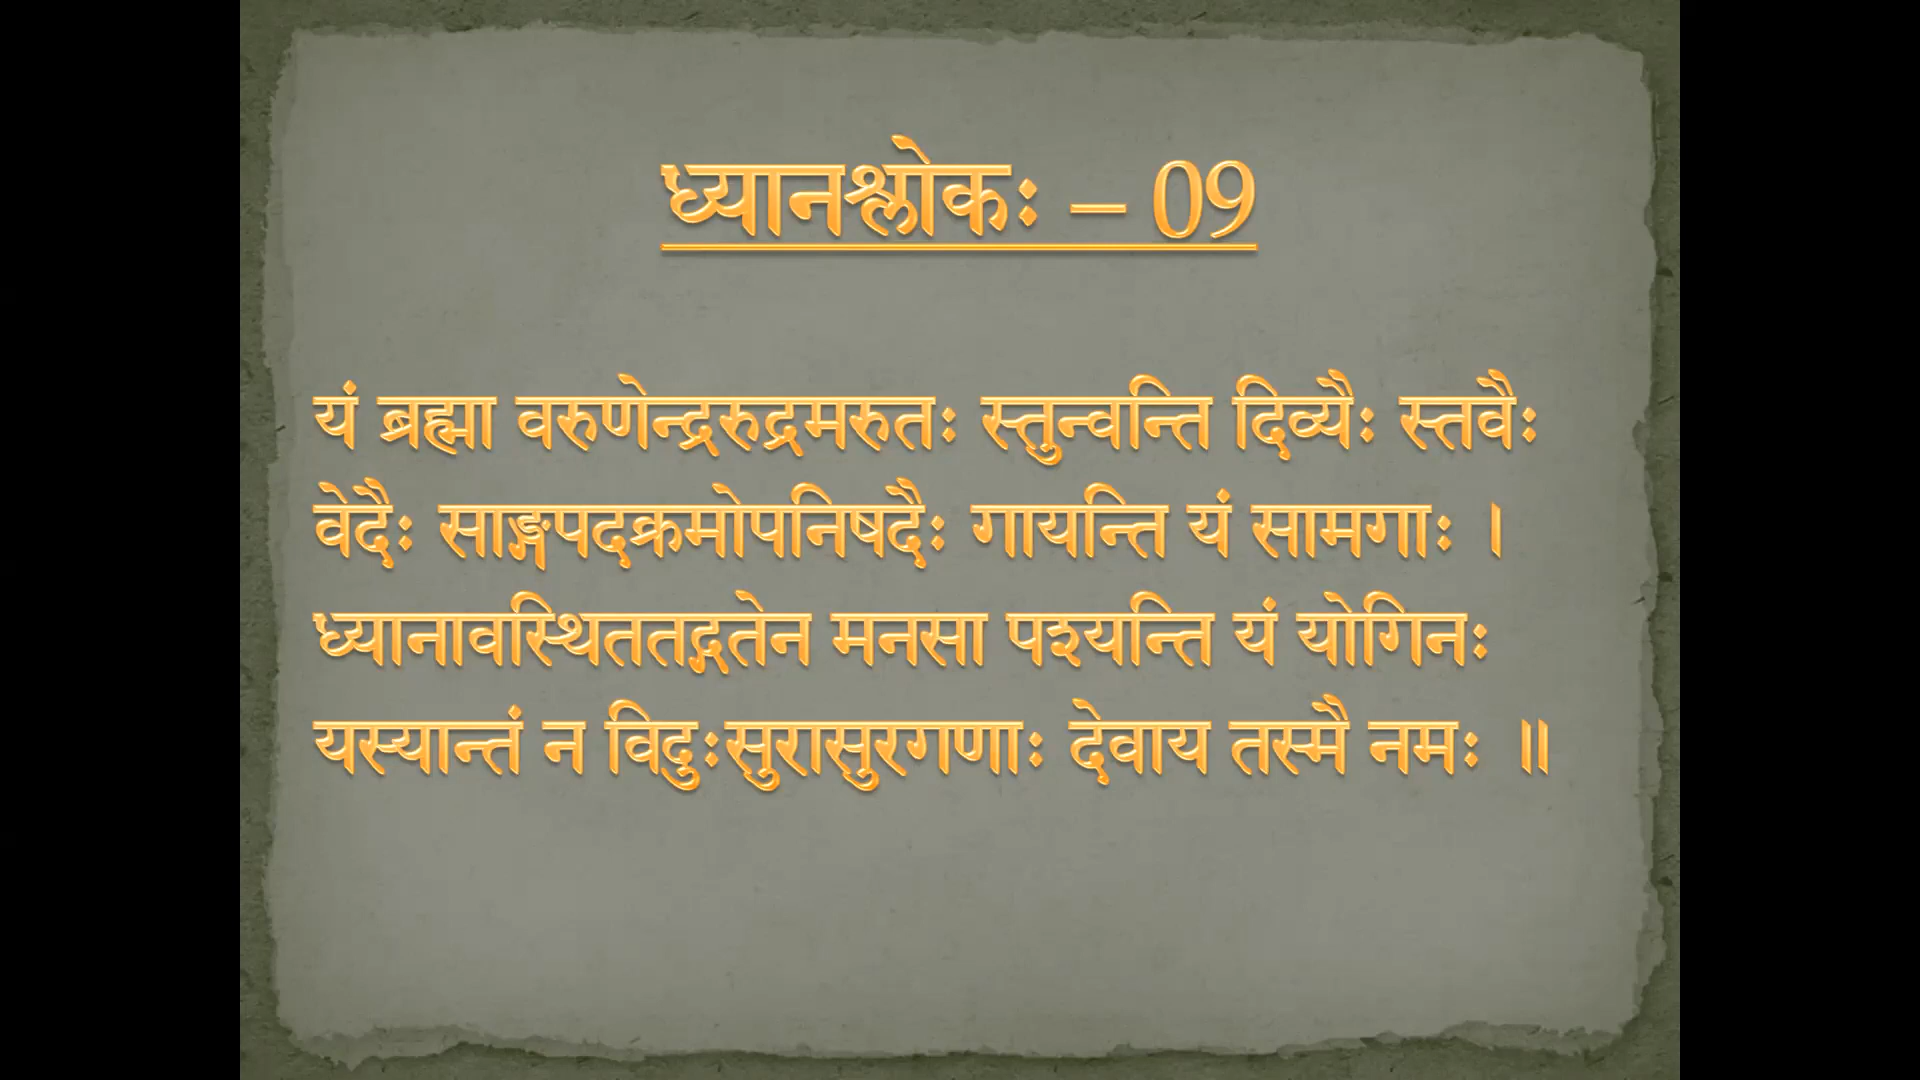 ध्यानश्लोकः – 09
यं ब्रह्मा वरुणेन्द्ररुद्रमरुतः स्तुन्वन्ति दिव्यैः स्तवैः
वेदैः साङ्गपदक्रमोपनिषदैः गायन्ति यं सामगाः ।
ध्यानावस्थिततद्गतेन मनसा पश्यन्ति यं योगिनः
यस्यान्तं न विदुःसुरासुरगणाः देवाय तस्मै नमः ॥